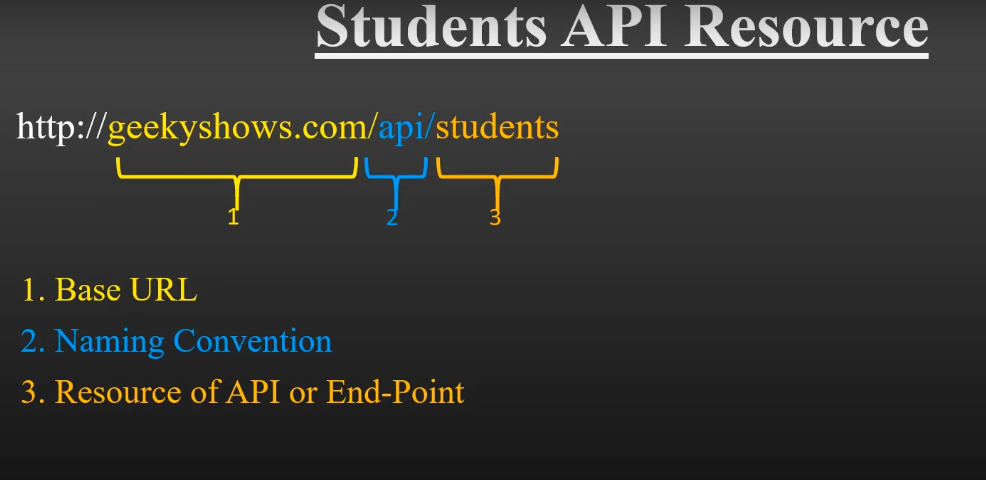 Students API Resource
http://geekyshows.com/api/students
1 2 3
1. Base URL
2. Naming Convention
3. Resource of API or End-Point